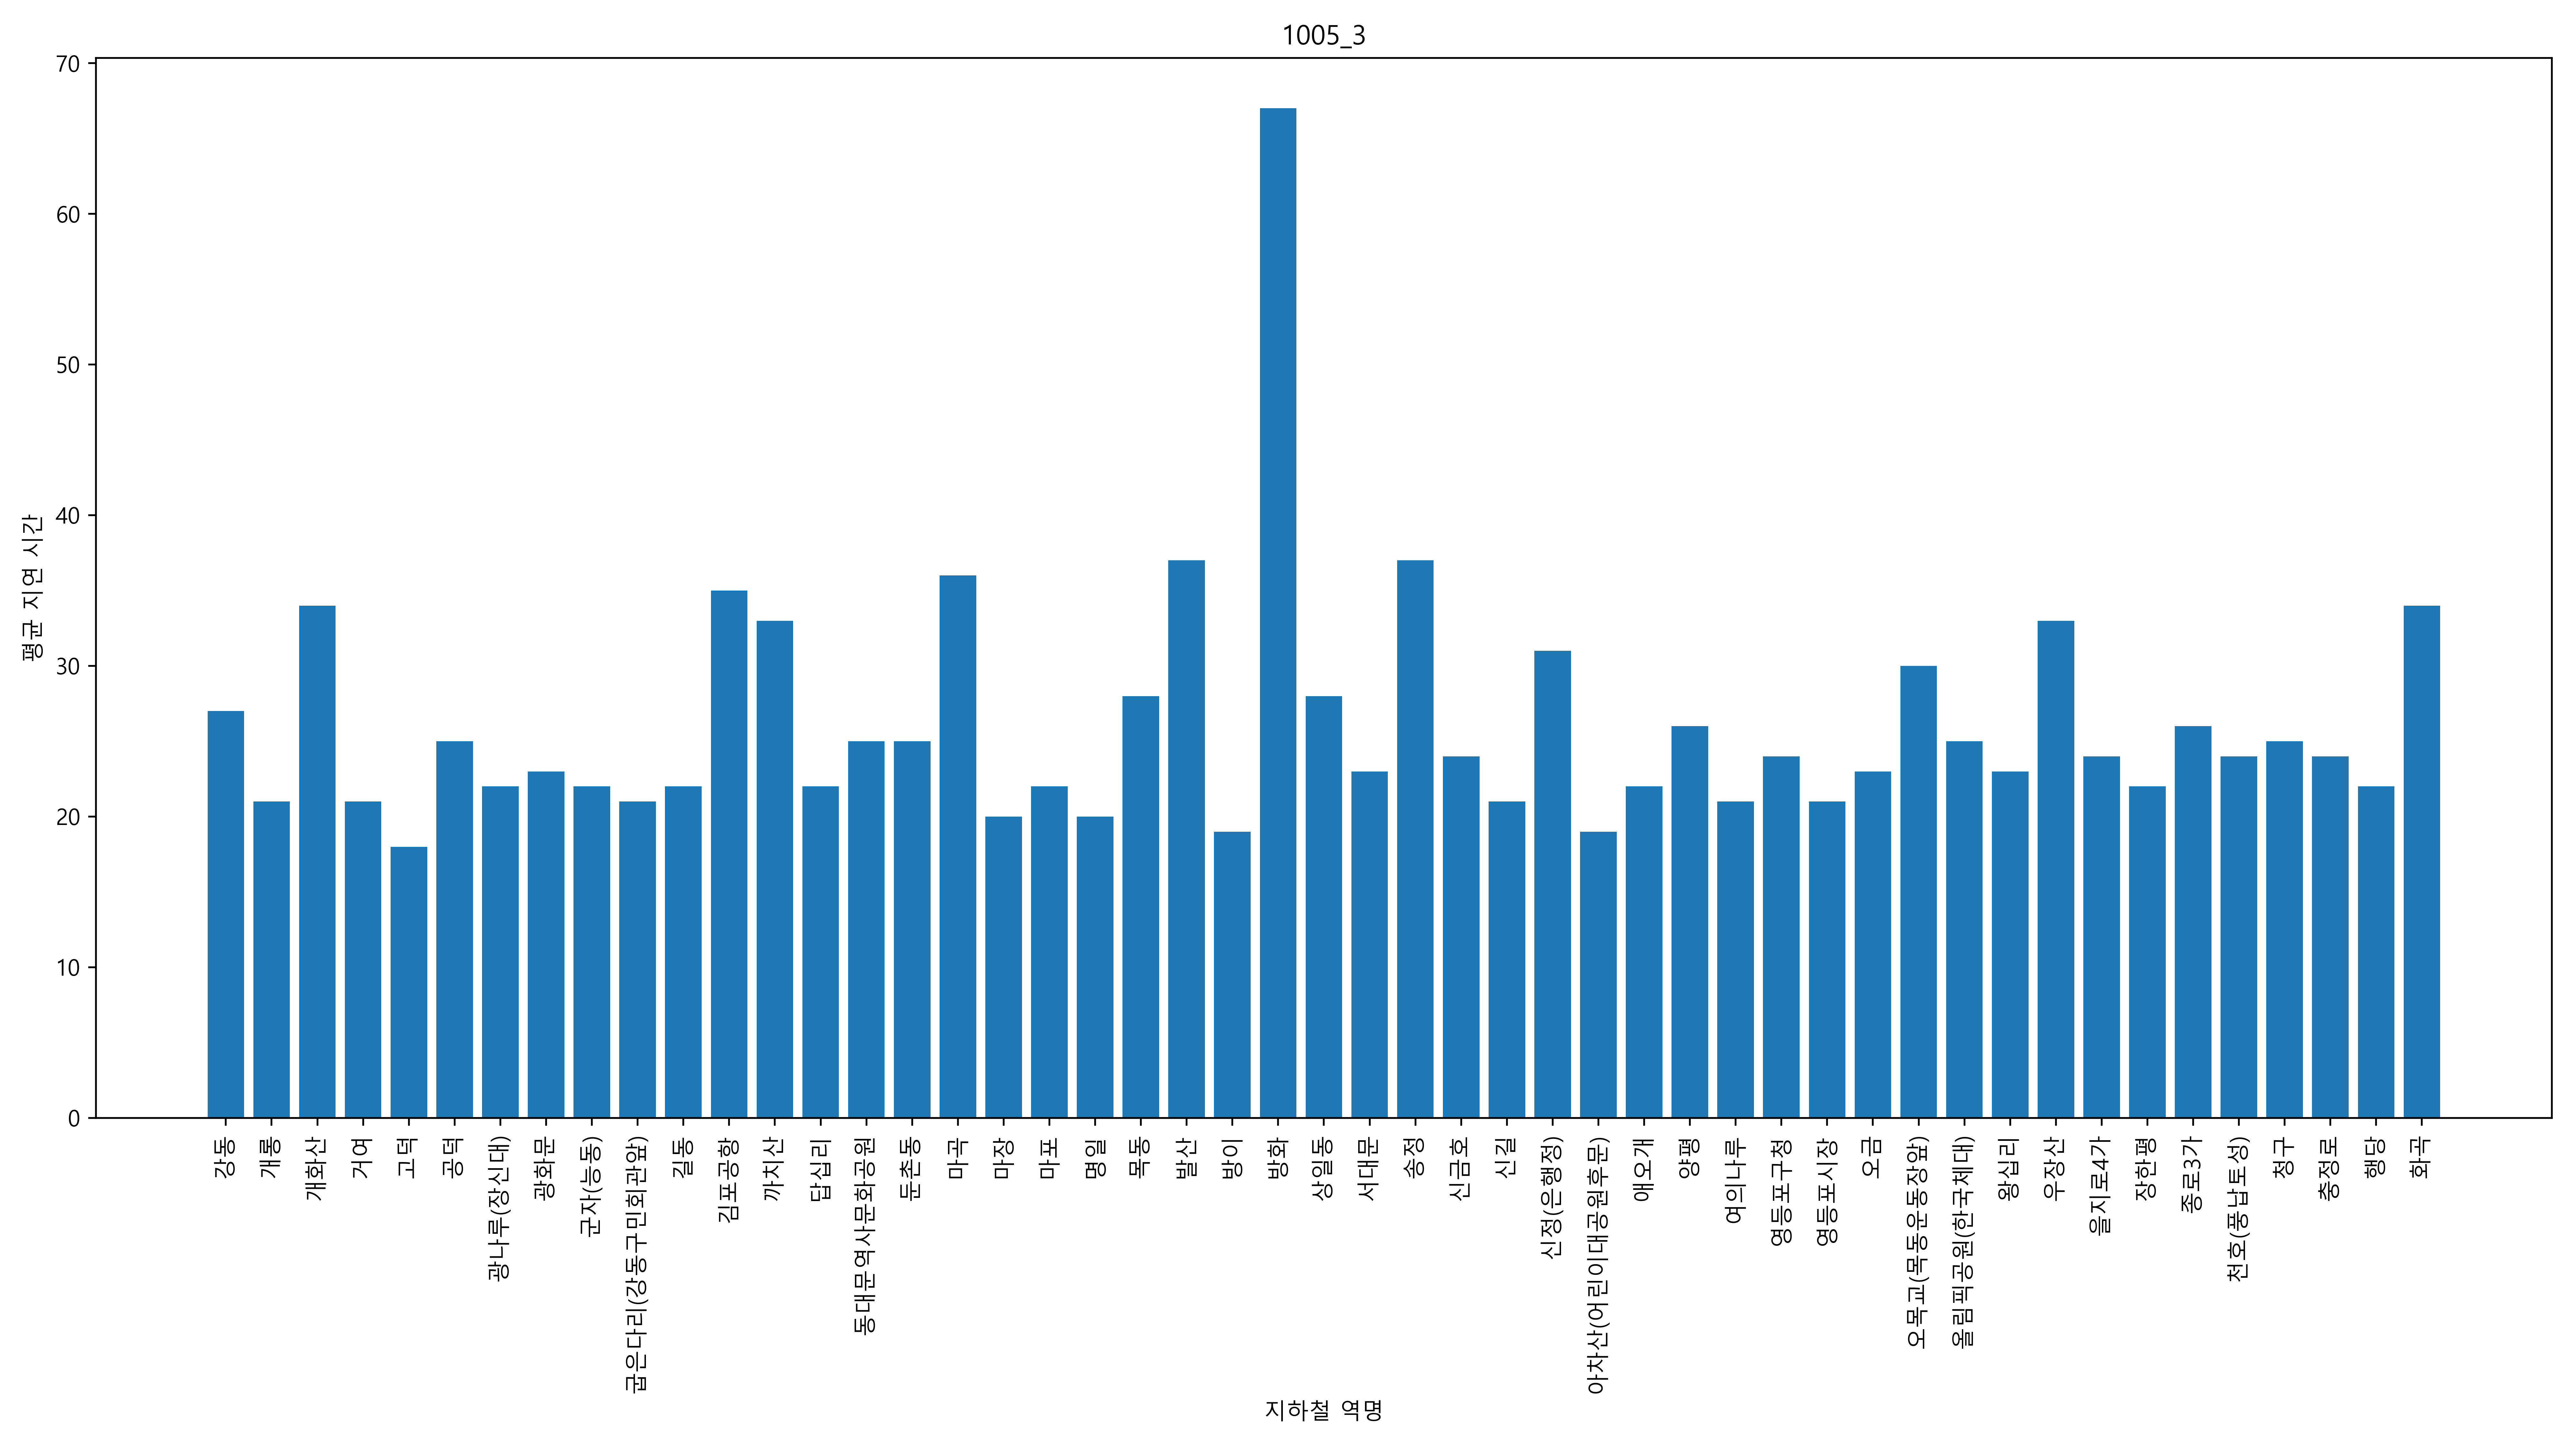 1005_3
70
60
50
40
30
20
10
0
평균 지연 시간
강동
개롱
개화산
거여
고덕
공덕
광나루(장신대)
광화문
군자(능동)
굽은다리(강동구민회관앞)
길동
김포공항
까치산
답십리
동대문역사문화공원
둔촌동
마곡
마장
마포
명일
목동
발산
방이
방화
상일동
서대문
송정
신금호
신길
신정(은행정)
아차산(어린이대공원후문)
애오개
양평
여의나루
영등포구청
영등포시장
오금
오목교(목동운동장앞)
올림픽공원(한국체대)
왕십리
우장산
을지로4가
장한평
종로3가
천호(풍납토성)
청구
충정로
행당
화곡
지하철 역명